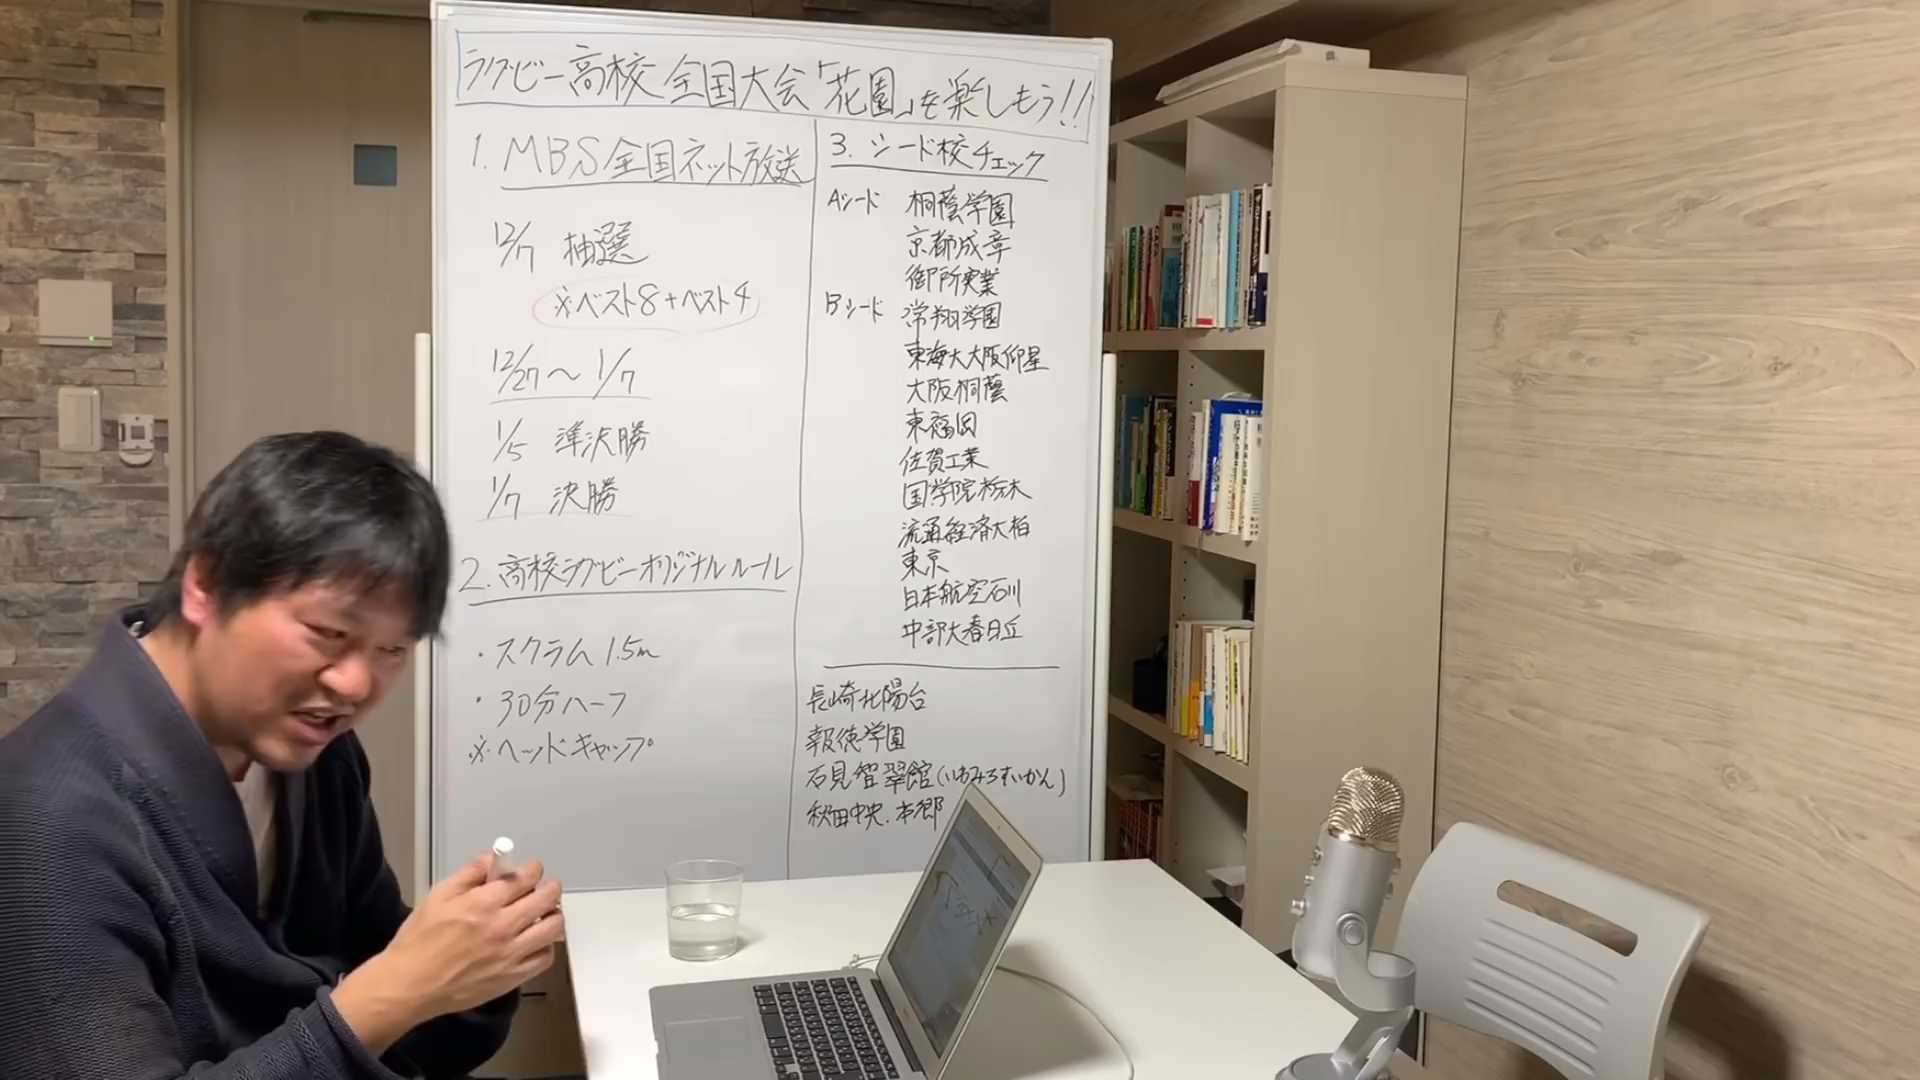 ラグビー高校全国大会「花園」を楽しもう!!
1. MBS全国ネット放送
12/7 抽選
※ベスト8+ベスト4
12/27〜1/7
1/5 準決勝
1/7 決勝
2. 高校ラグビーオリジナルルール
・スクラム1.5m
・30分ハーフ
※ヘッドキャップ
3. シード校チェック
Aシード 桐蔭学園
京都成章
御所実業
Bシード 常翔学園
東海大大阪仰星
大阪桐蔭
東福岡
佐賀工業
国学院栃木
流通経済大柏
東京
日本航空石川
中部大春日丘
長崎北陽台
報徳学園
石見智翠館(いわみちすいかん)
秋田中央.本郷